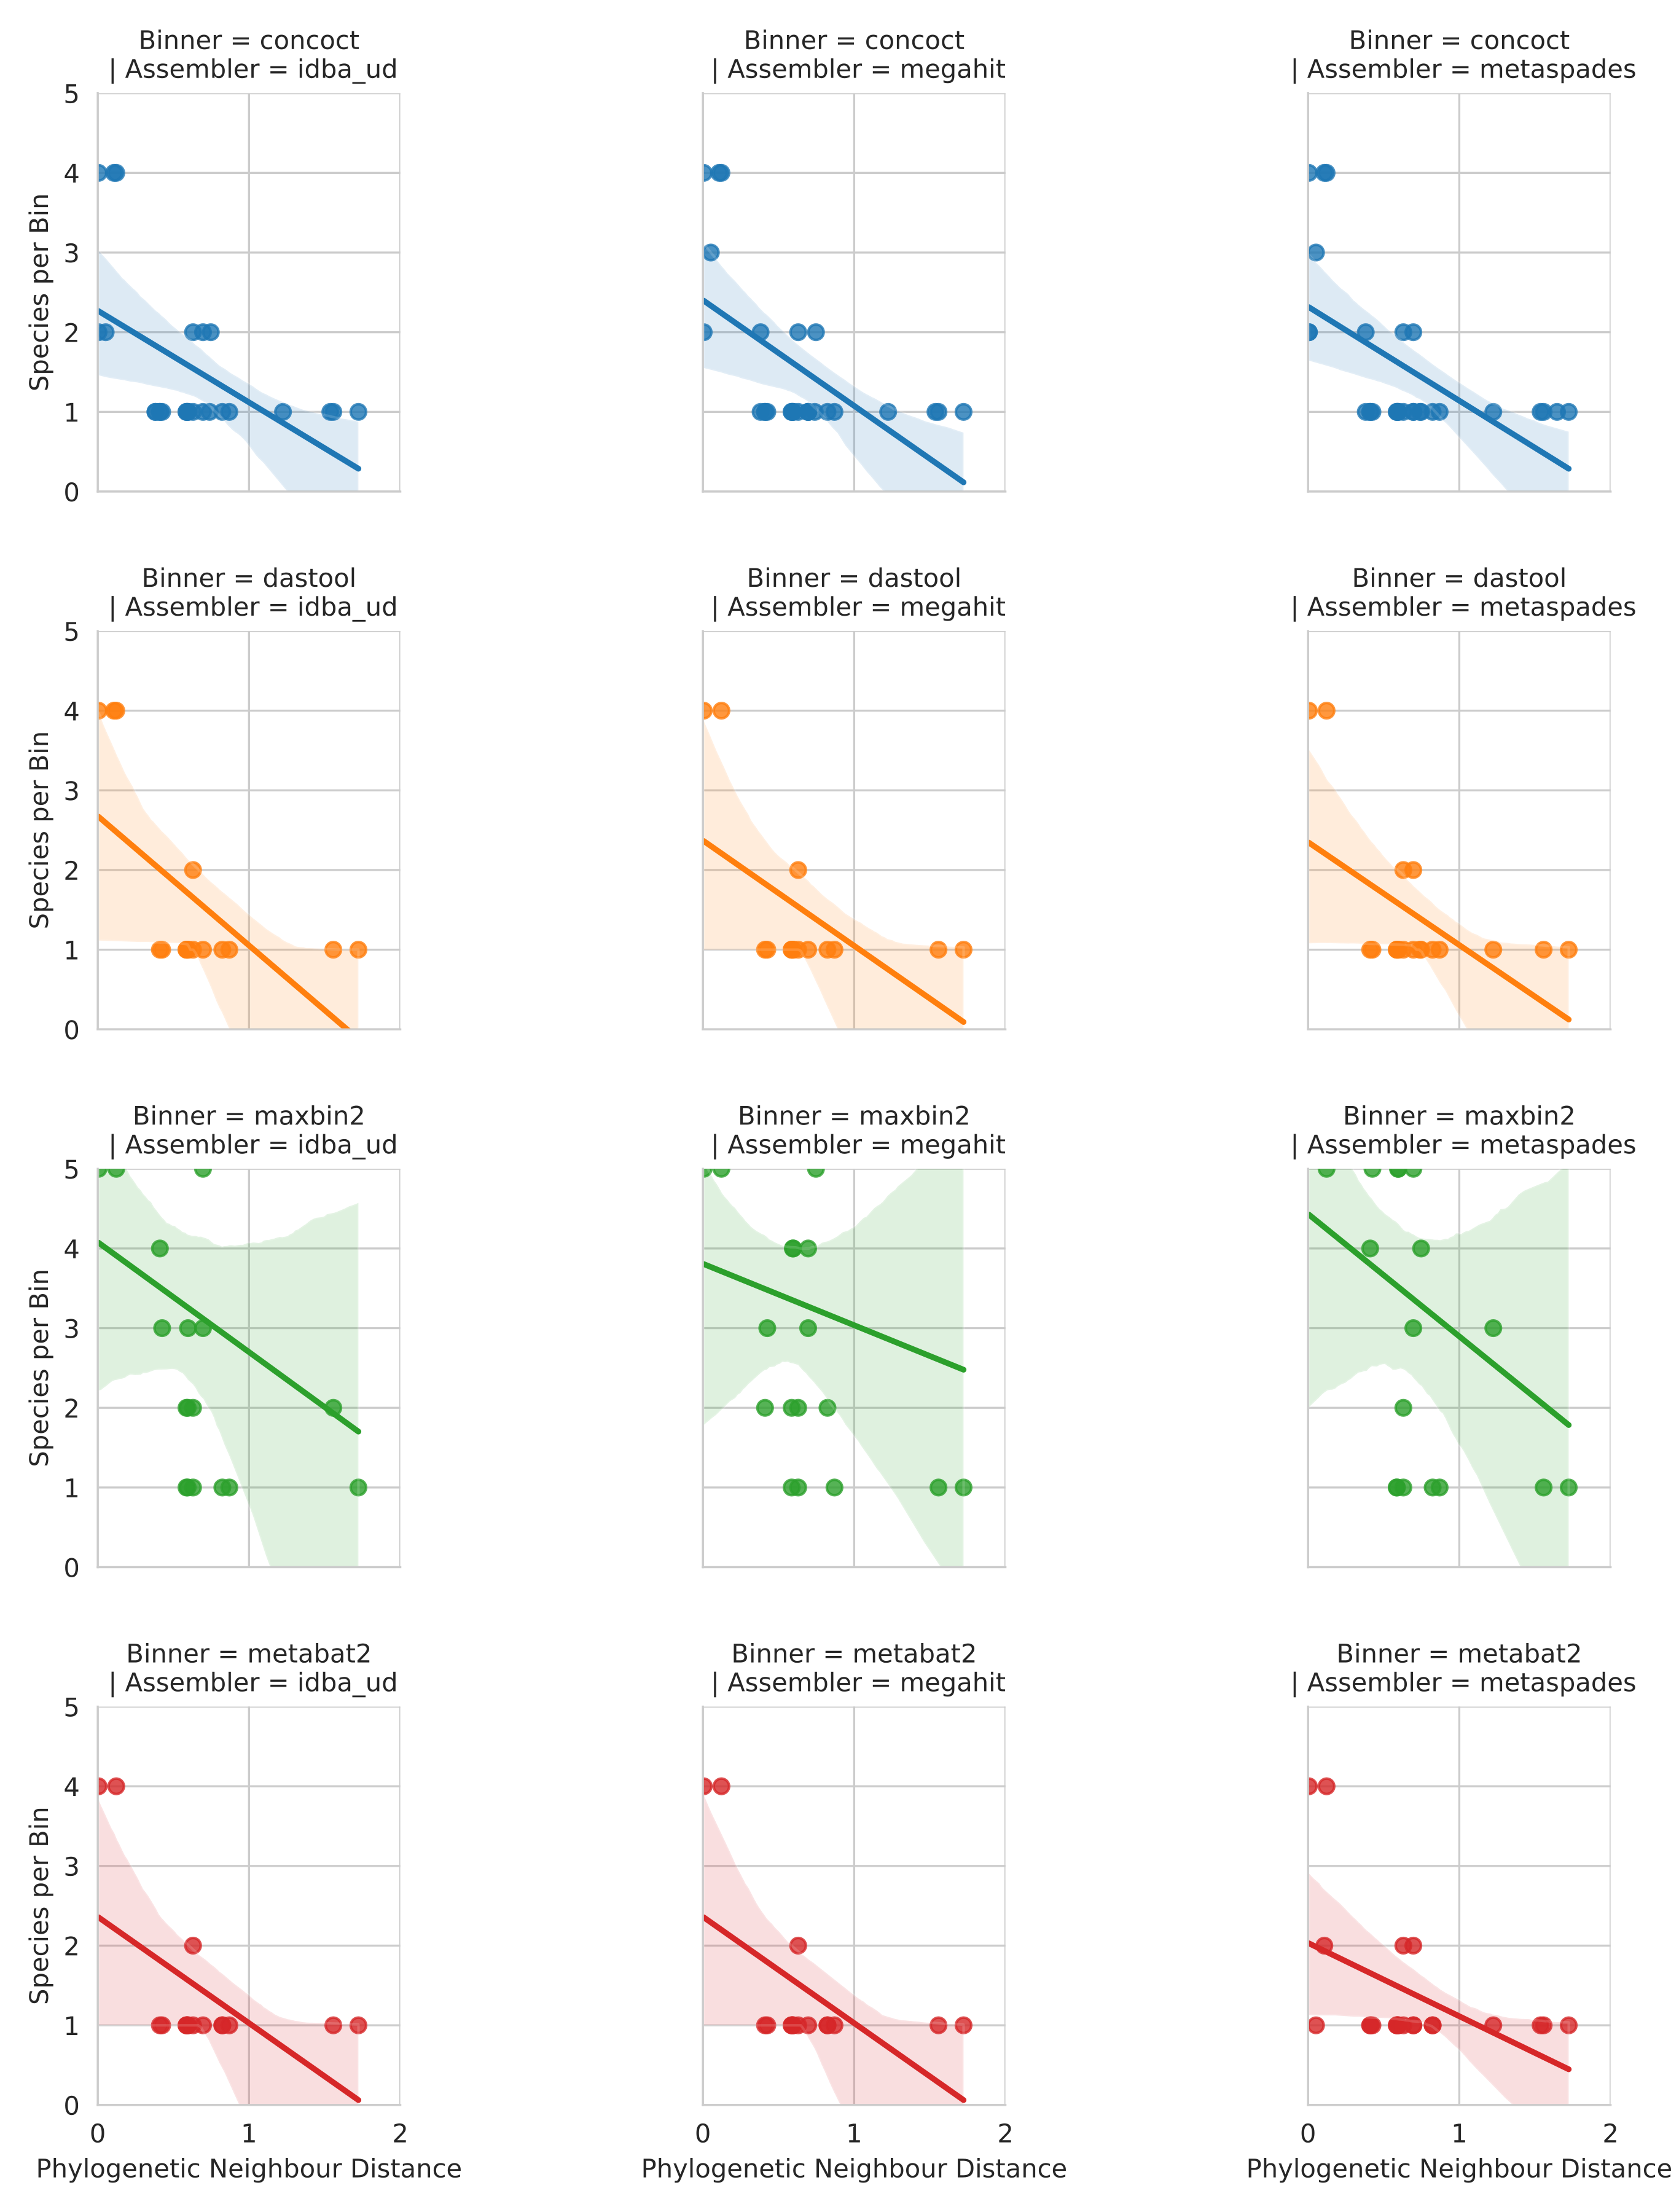 Binner = concoct
| Assembler = idba_ud
Binner = concoct
| Assembler = megahit
Binner = concoct
| Assembler = metaspades
5
4
3
2
1
0
Species per Bin
Binner = dastool
| Assembler = idba_ud
Binner = dastool
| Assembler = megahit
Binner = dastool
| Assembler = metaspades
5
4
3
2
1
0
Species per Bin
Binner = maxbin2
| Assembler = idba_ud
Binner = maxbin2
| Assembler = megahit
Binner = maxbin2
| Assembler = metaspades
5
4
3
2
1
0
Species per Bin
Binner = metabat2
| Assembler = idba_ud
Binner = metabat2
| Assembler = megahit
Binner = metabat2
| Assembler = metaspades
5
4
3
2
1
0
Species per Bin
0 1 2
Phylogenetic Neighbour Distance
0 1 2
Phylogenetic Neighbour Distance
0 1 2
Phylogenetic Neighbour Distance